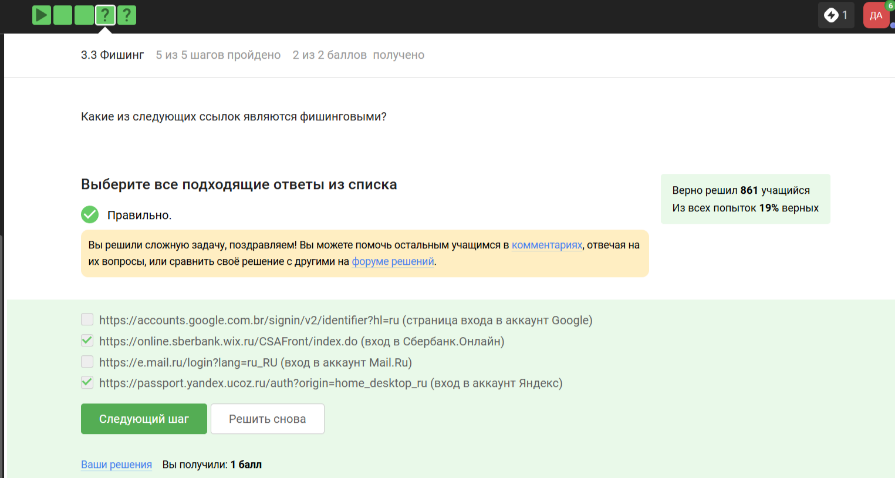 ? ?
1 ДА 6
3.3 Фишинг 5 из 5 шагов пройдено 2 из 2 баллов получено
Какие из следующих ссылок являются фишинговыми?
Выберите все подходящие ответы из списка
Верно решил 861 учащийся
Из всех попыток 19% верных
Правильно.
Вы решили сложную задачу, поздравляем! Вы можете помочь остальным учащимся в комментариях, отвечая на
их вопросы, или сравнить своё решение с другими на форуме решений.
https://accounts.google.com.br/signin/v2/identifier?hl=ru (страница входа в аккаунт Google)
https://online.sberbank.wix.ru/CSAFront/index.do (вход в Сбербанк.Онлайн)
https://e.mail.ru/login?lang=ru_RU (вход в аккаунт Mail.Ru)
https://passport.yandex.ucoz.ru/auth?origin=home_desktop_ru (вход в аккаунт Яндекс)
Следующий шаг Решить снова
Ваши решения Вы получили: 1 балл